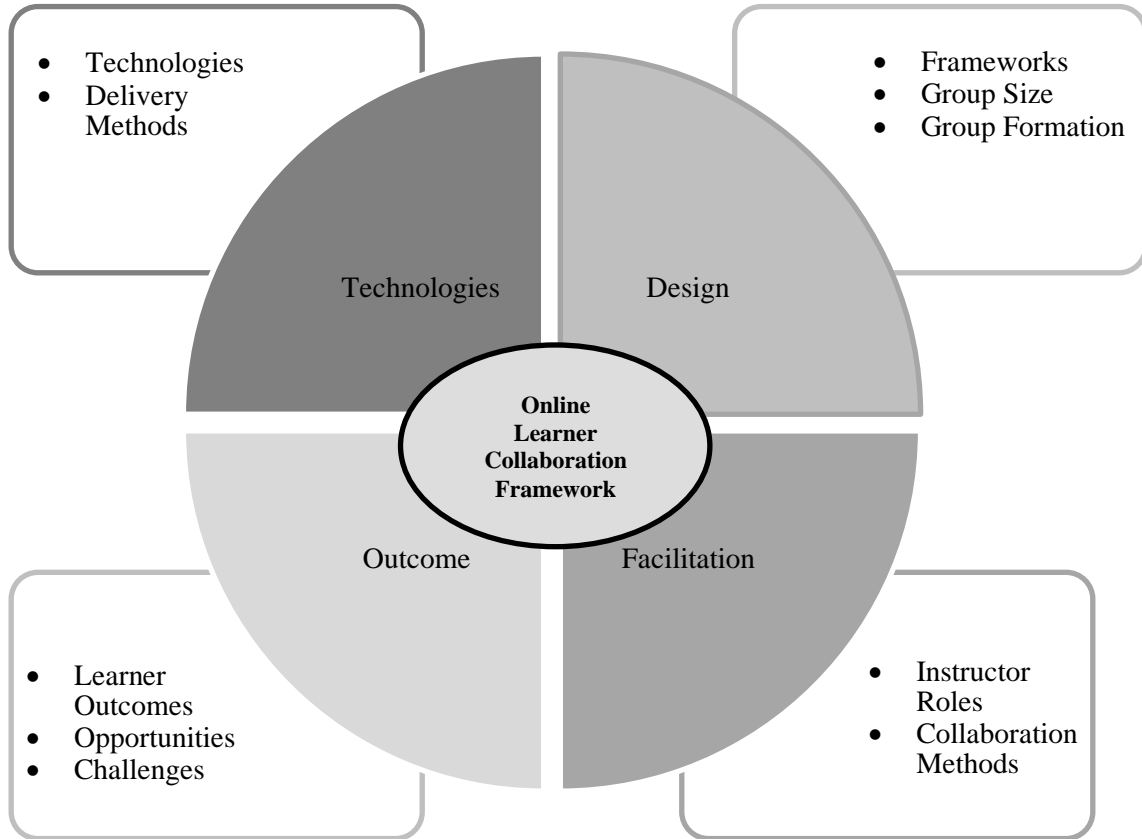 • Technologies
• Delivery
Methods
• Frameworks
• Group Size
• Group Formation
Technologies
Design
Online
Learner
Collaboration
Framework
Outcome
Facilitation
• Learner
Outcomes
• Opportunities
• Challenges
• Instructor
Roles
• Collaboration
Methods